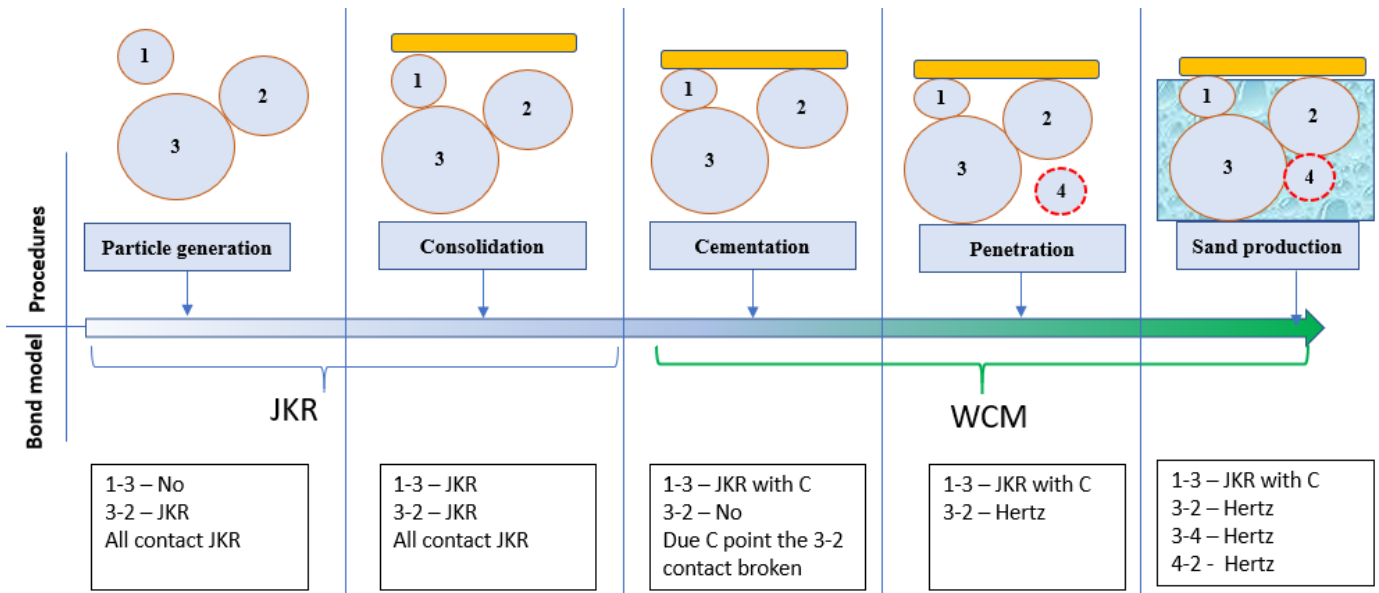 Procedures
Bond model
1
2
3
Particle generation
1
2
3
Consolidation
1
2
3
Cementation
1
2
3
4
Penetration
1
2
3
4
Sand production
JKR
WCM
1-3 – No
3-2 – JKR
All contact JKR
1-3 – JKR
3-2 – JKR
All contact JKR
1-3 – JKR with C
3-2 – No
Due C point the 3-2
contact broken
1-3 – JKR with C
3-2 – Hertz
1-3 – JKR with C
3-2 – Hertz
3-4 – Hertz
4-2 - Hertz